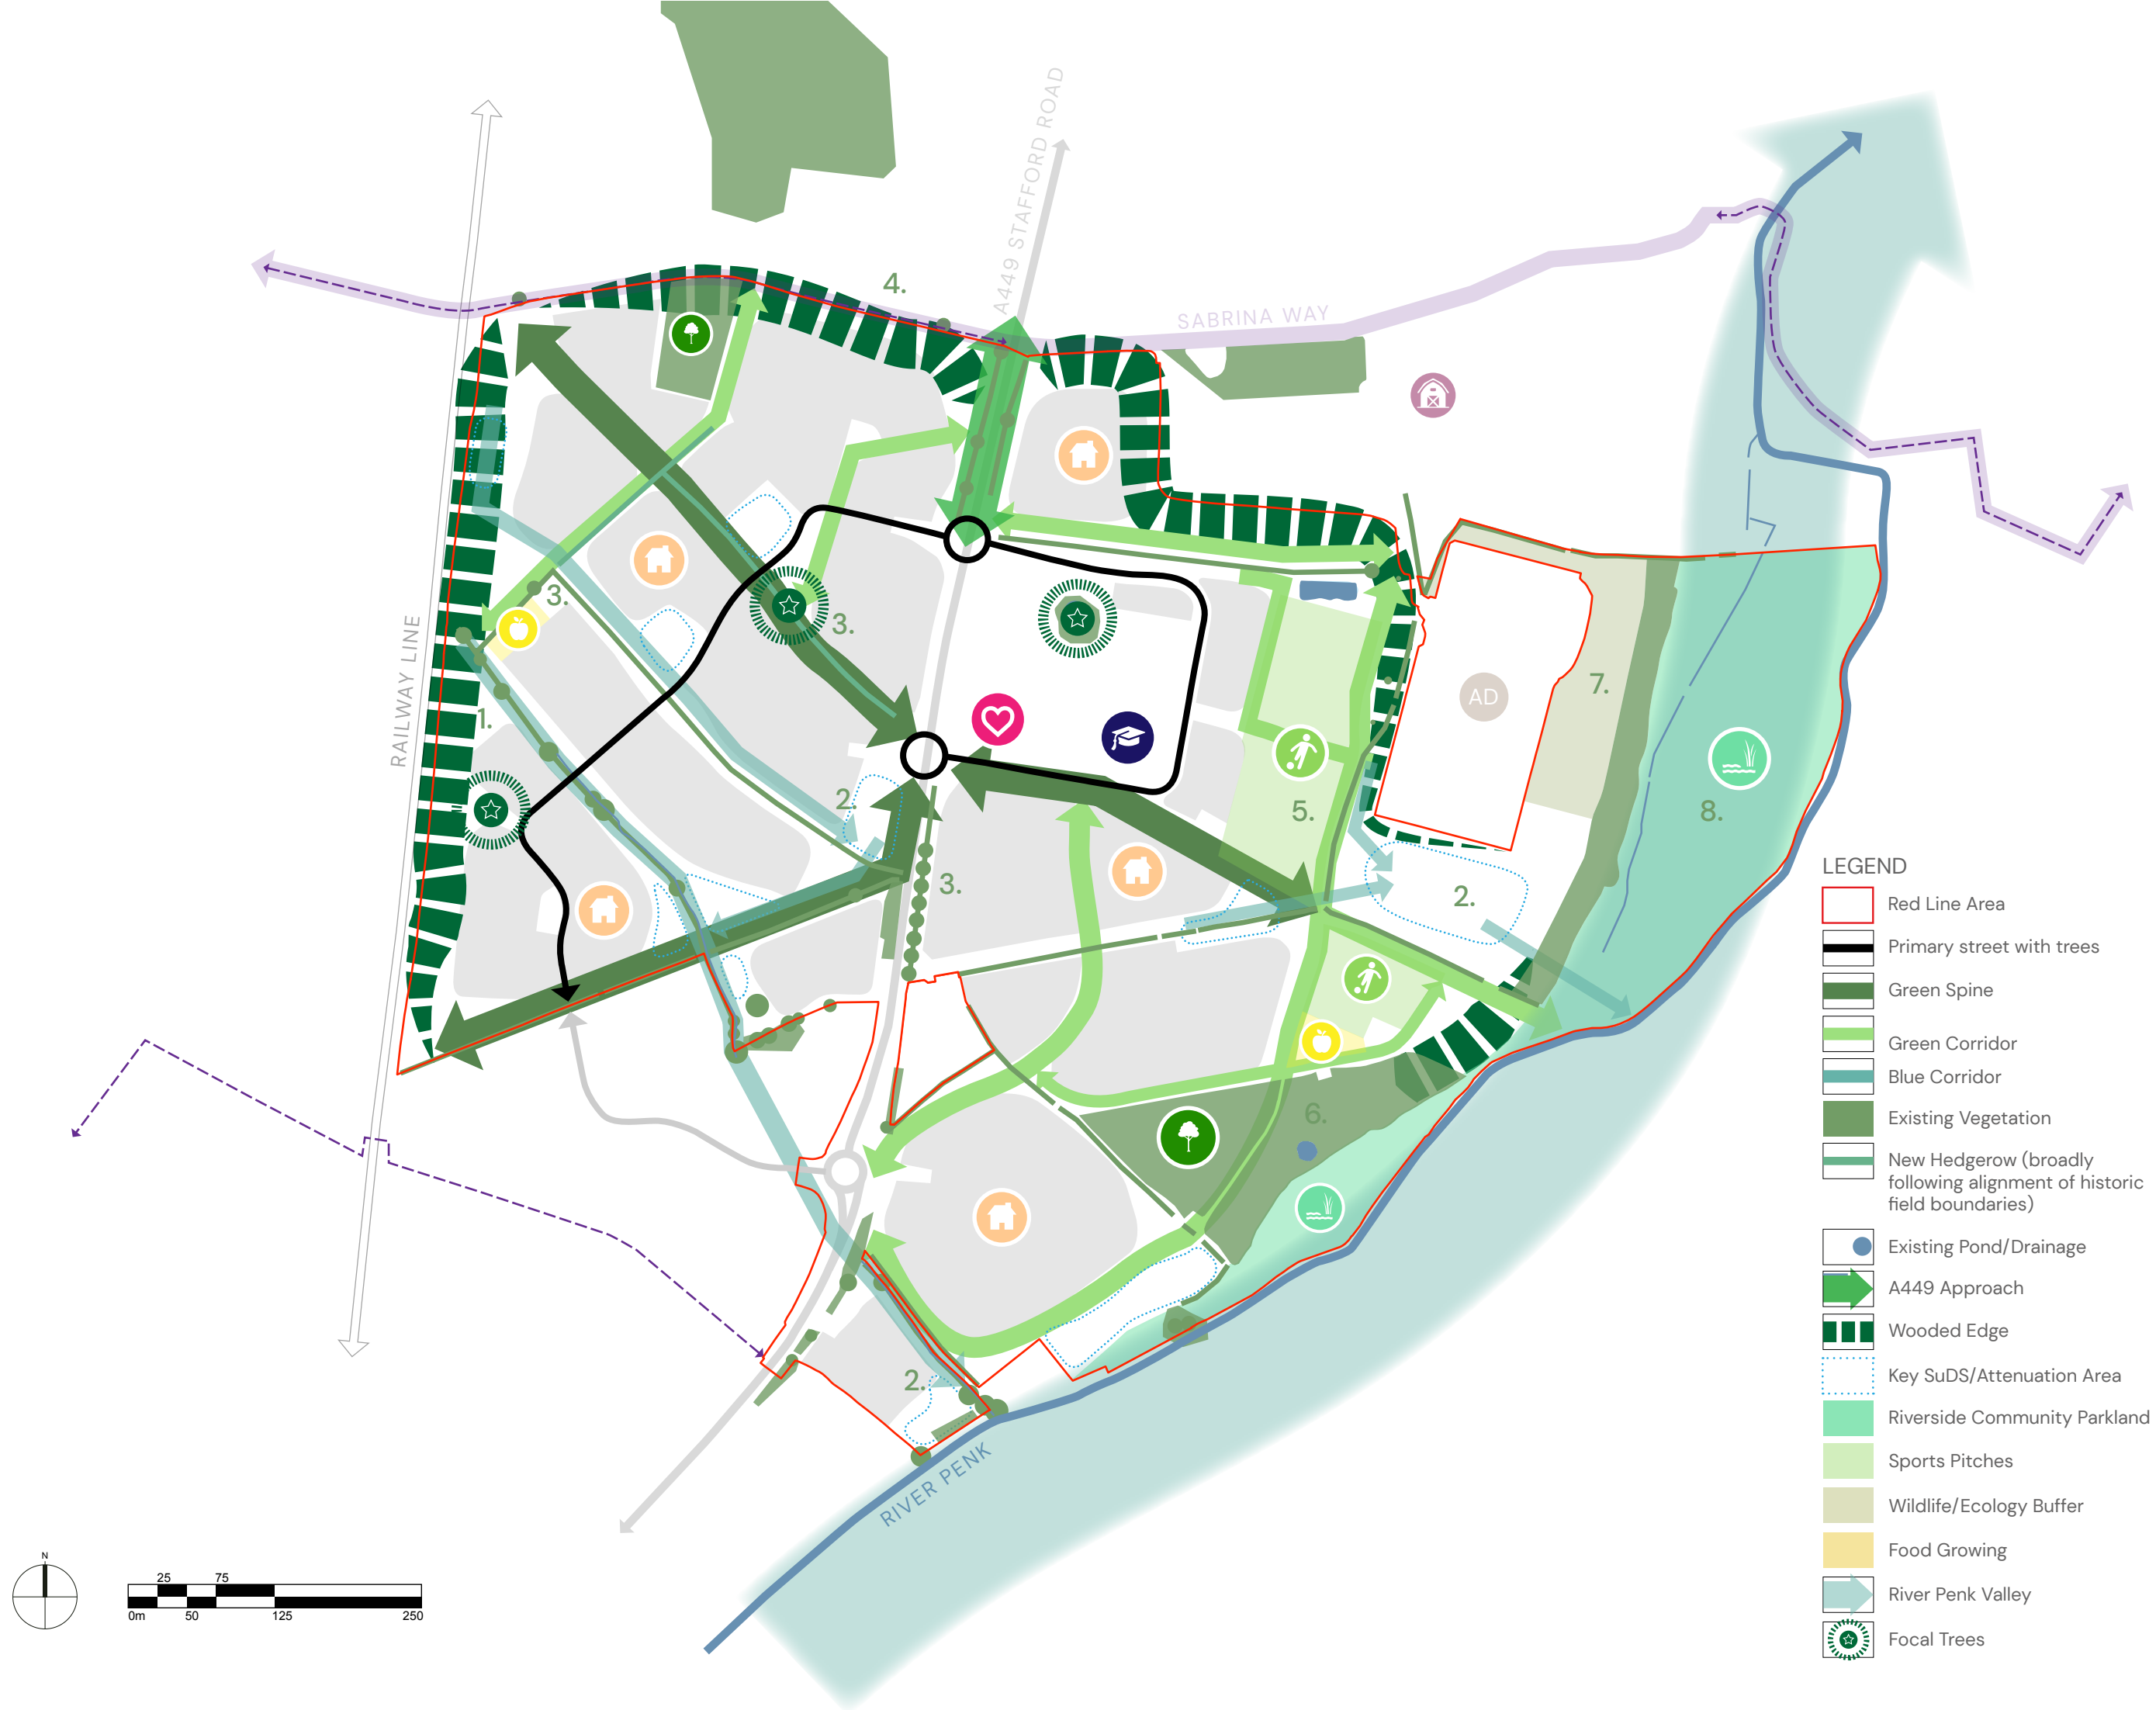 A449 STAFFORD ROAD
4.
SABRINA WAY
RAILWAY LINE
3.
3.
1.
AD
7.
2.
5.
8.
3.
2.
6.
2.
RIVER PENK
LEGEND
Red Line Area
Primary street with trees
Green Spine
Green Corridor
Blue Corridor
Existing Vegetation
New Hedgerow (broadly
following alignment of historic
field boundaries)
Existing Pond/Drainage
A449 Approach
Wooded Edge
Key SuDS/Attenuation Area
Riverside Community Parkland
Sports Pitches
Wildlife/Ecology Buffer
Food Growing
River Penk Valley
Focal Trees
N
25 75
0m 50 125 250